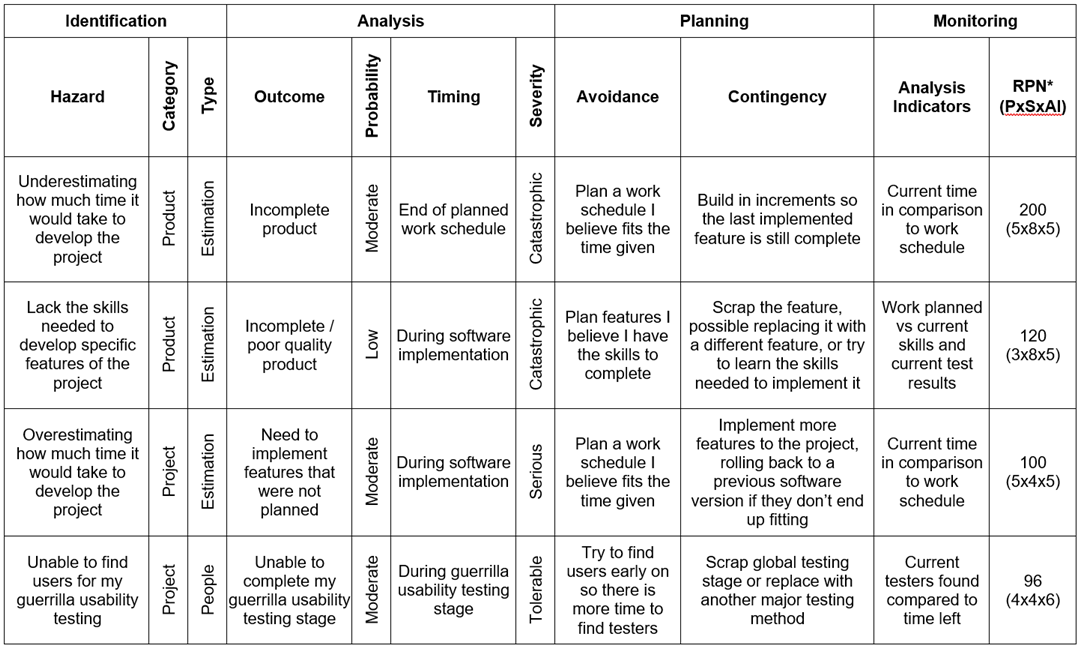 Identification
Analysis
Planning
Monitoring
Hazard
Category
Type
Outcome
Probability
Timing
Severity
Avoidance
Contingency
Analysis
Indicators
RPN*
(PxSxAI)
Underestimating
how much time it
would take to
develop the
project
Product
Estimation
Incomplete
product
Moderate
End of planned
work schedule
Catastrophic
Plan a work
schedule I
believe fits the
time given
Build in increments so
the last implemented
feature is still complete
Current time
in comparison
to work
schedule
200
(5x8x5)
Lack the skills
needed to
develop specific
features of the
project
Product
Estimation
Incomplete /
poor quality
product
Low
During software
implementation
Catastrophic
Plan features I
believe I have
the skills to
complete
Scrap the feature,
possible replacing it with
a different feature, or try
to learn the skills
needed to implement it
Work planned
vs current
skills and
current test
results
120
(3x8x5)
Overestimating
how much time it
would take to
develop the
project
Project
Estimation
Need to
implement
features that
were not
planned
Moderate
During software
implementation
Serious
Plan a work
schedule I
believe fits the
time given
Implement more
features to the project,
rolling back to a
previous software
version if they don’t end
up fitting
Current time
in comparison
to work
schedule
100
(5x4x5)
Unable to find
users for my
guerrilla usability
testing
Project
People
Unable to
complete my
guerrilla usability
testing stage
Moderate
During guerrilla
usability testing
stage
Tolerable
Try to find
users early on
so there is
more time to
find testers
Scrap global testing
stage or replace with
another major testing
method
Current
testers found
compared to
time left
96
(4x4x6)